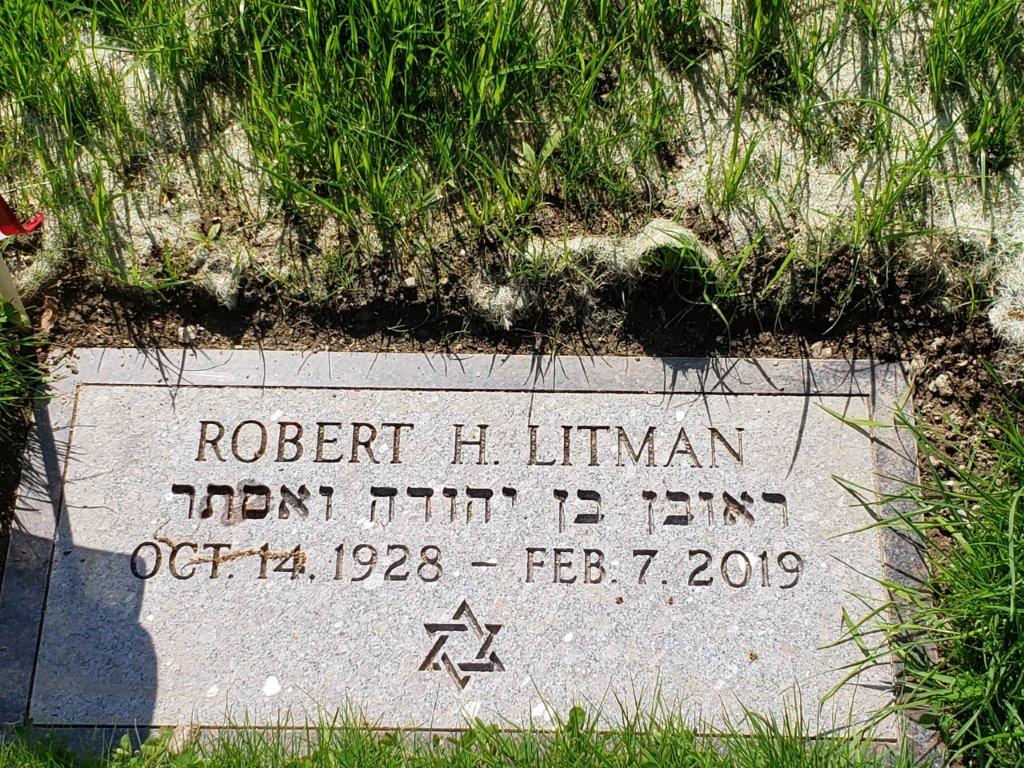 ROBERT H. LITMAN
ראובן בן יהודה ואסתר
OCT. 14, 1928 – FEB. 7. 2019